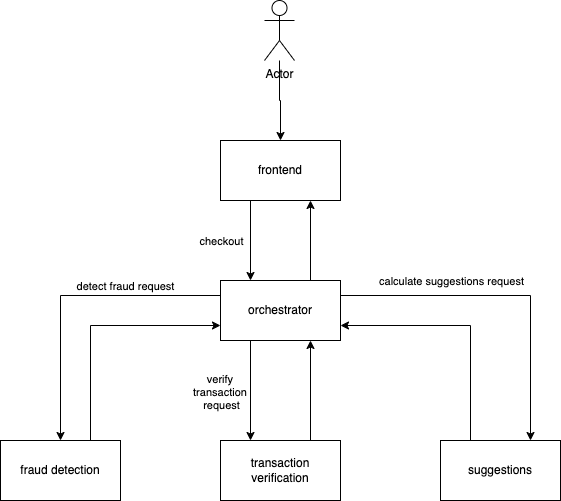 Actor
frontend
checkout
detect fraud request
calculate suggestions request
orchestrator
verify
transaction
request
fraud detection
transaction
verification
suggestions